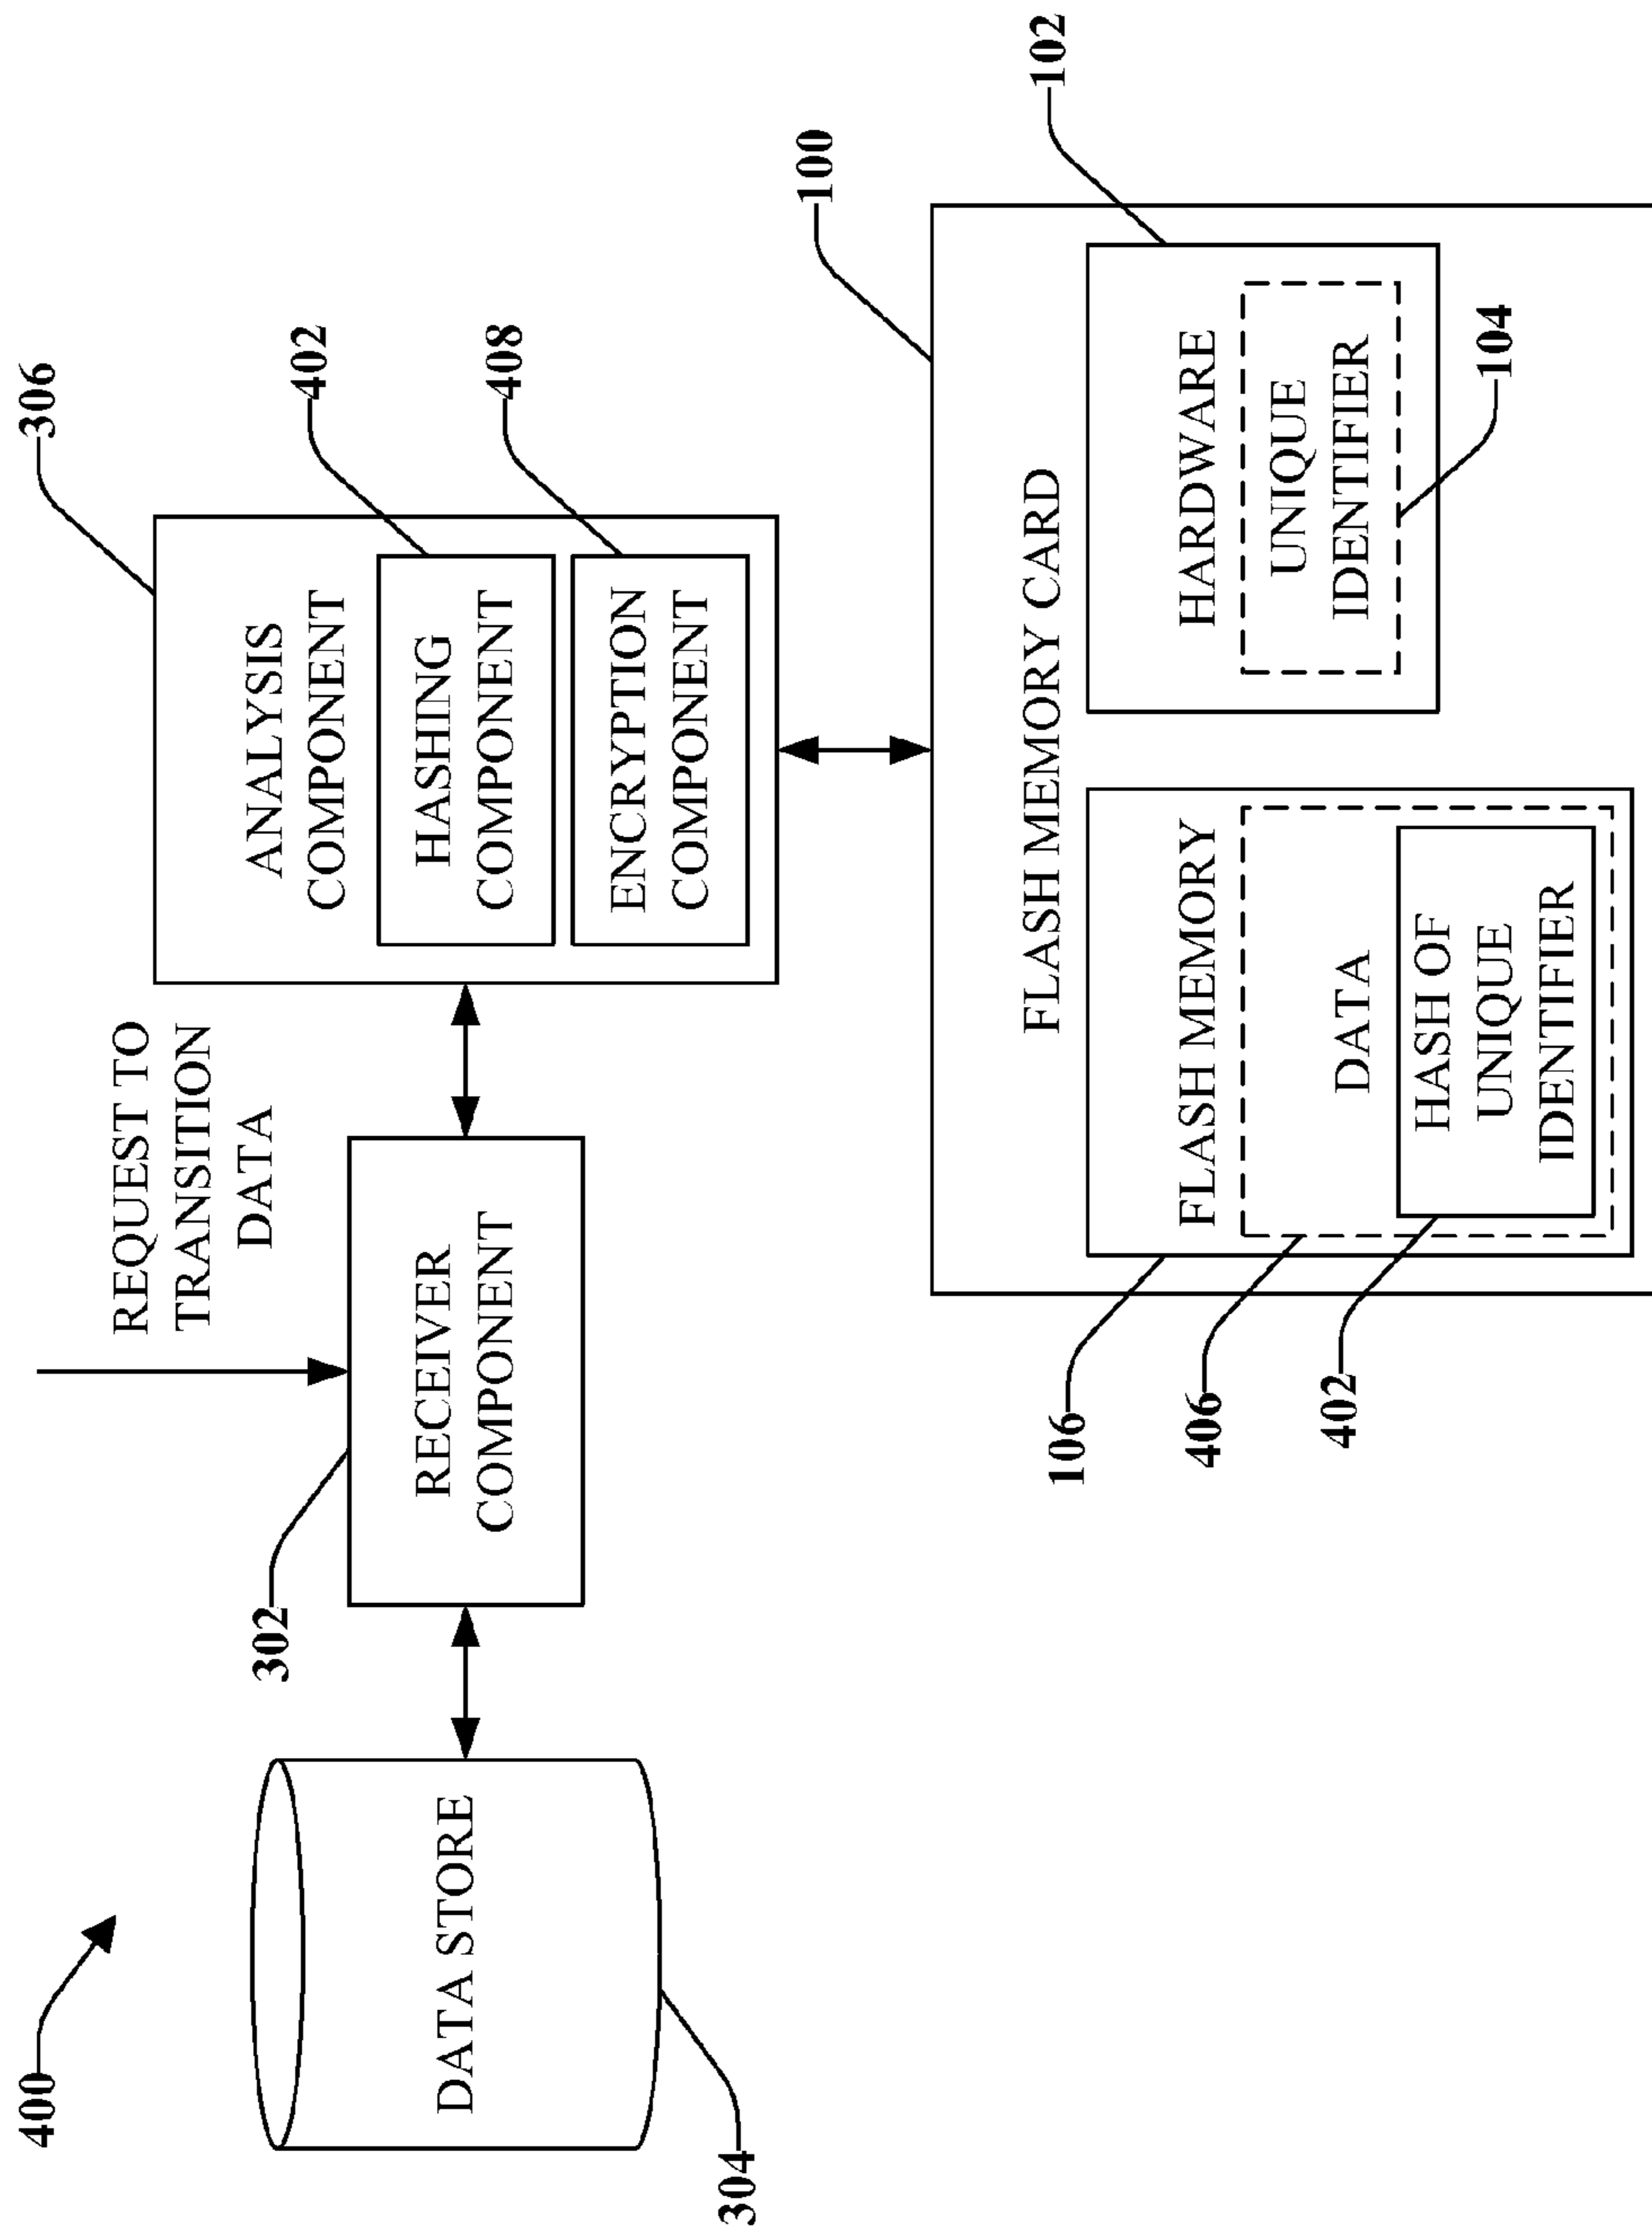 400
REQUEST TO
TRANSITION
DATA
306
302
402
408
304
DATA STORE
RECEIVER
COMPONENT
ANALYSIS
COMPONENT
HASHING
COMPONENT
ENCRYPTION
COMPONENT
100
102
FLASH MEMORY CARD
106
406
402
FLASH MEMORY
DATA
HASH OF
UNIQUE
IDENTIFIER
HARDWARE
UNIQUE
IDENTIFIER
104